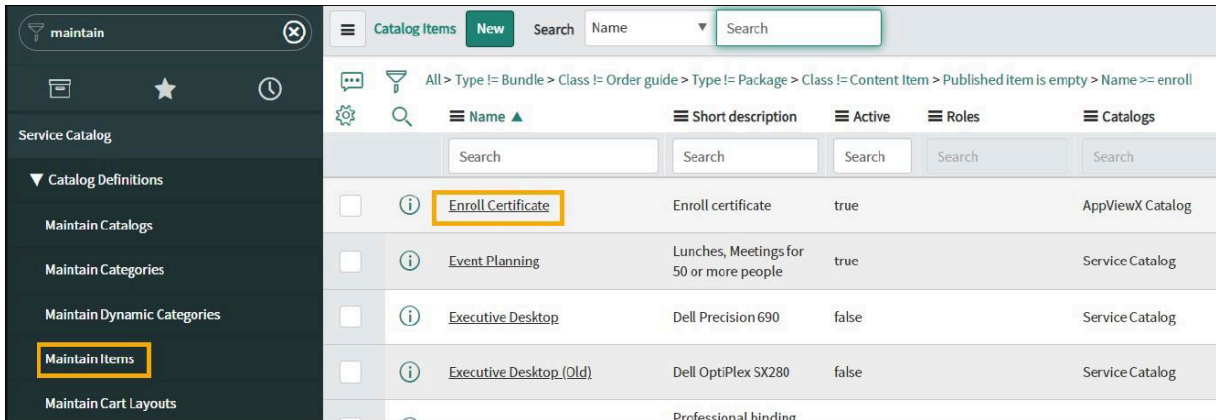 maintain
Service Catalog
Catalog Definitions
Maintain Catalogs
Maintain Categories
Maintain Dynamic Categories
Maintain Items
Maintain Cart Layouts
Catalog Items New Search Name Search
All > Type != Bundle > Class != Order guide > Type != Package > Class != Content Item > Published item is empty > Name >= enroll
Name Short description Active Roles Catalogs
Search Search Search Search Search
Enroll Certificate Enroll certificate true AppViewX Catalog
Event Planning Lunches, Meetings for 50 or more people true Service Catalog
Executive Desktop Dell Precision 690 false Service Catalog
Executive Desktop (Old) Dell OptiPlex SX280 false Service Catalog
Professional binding